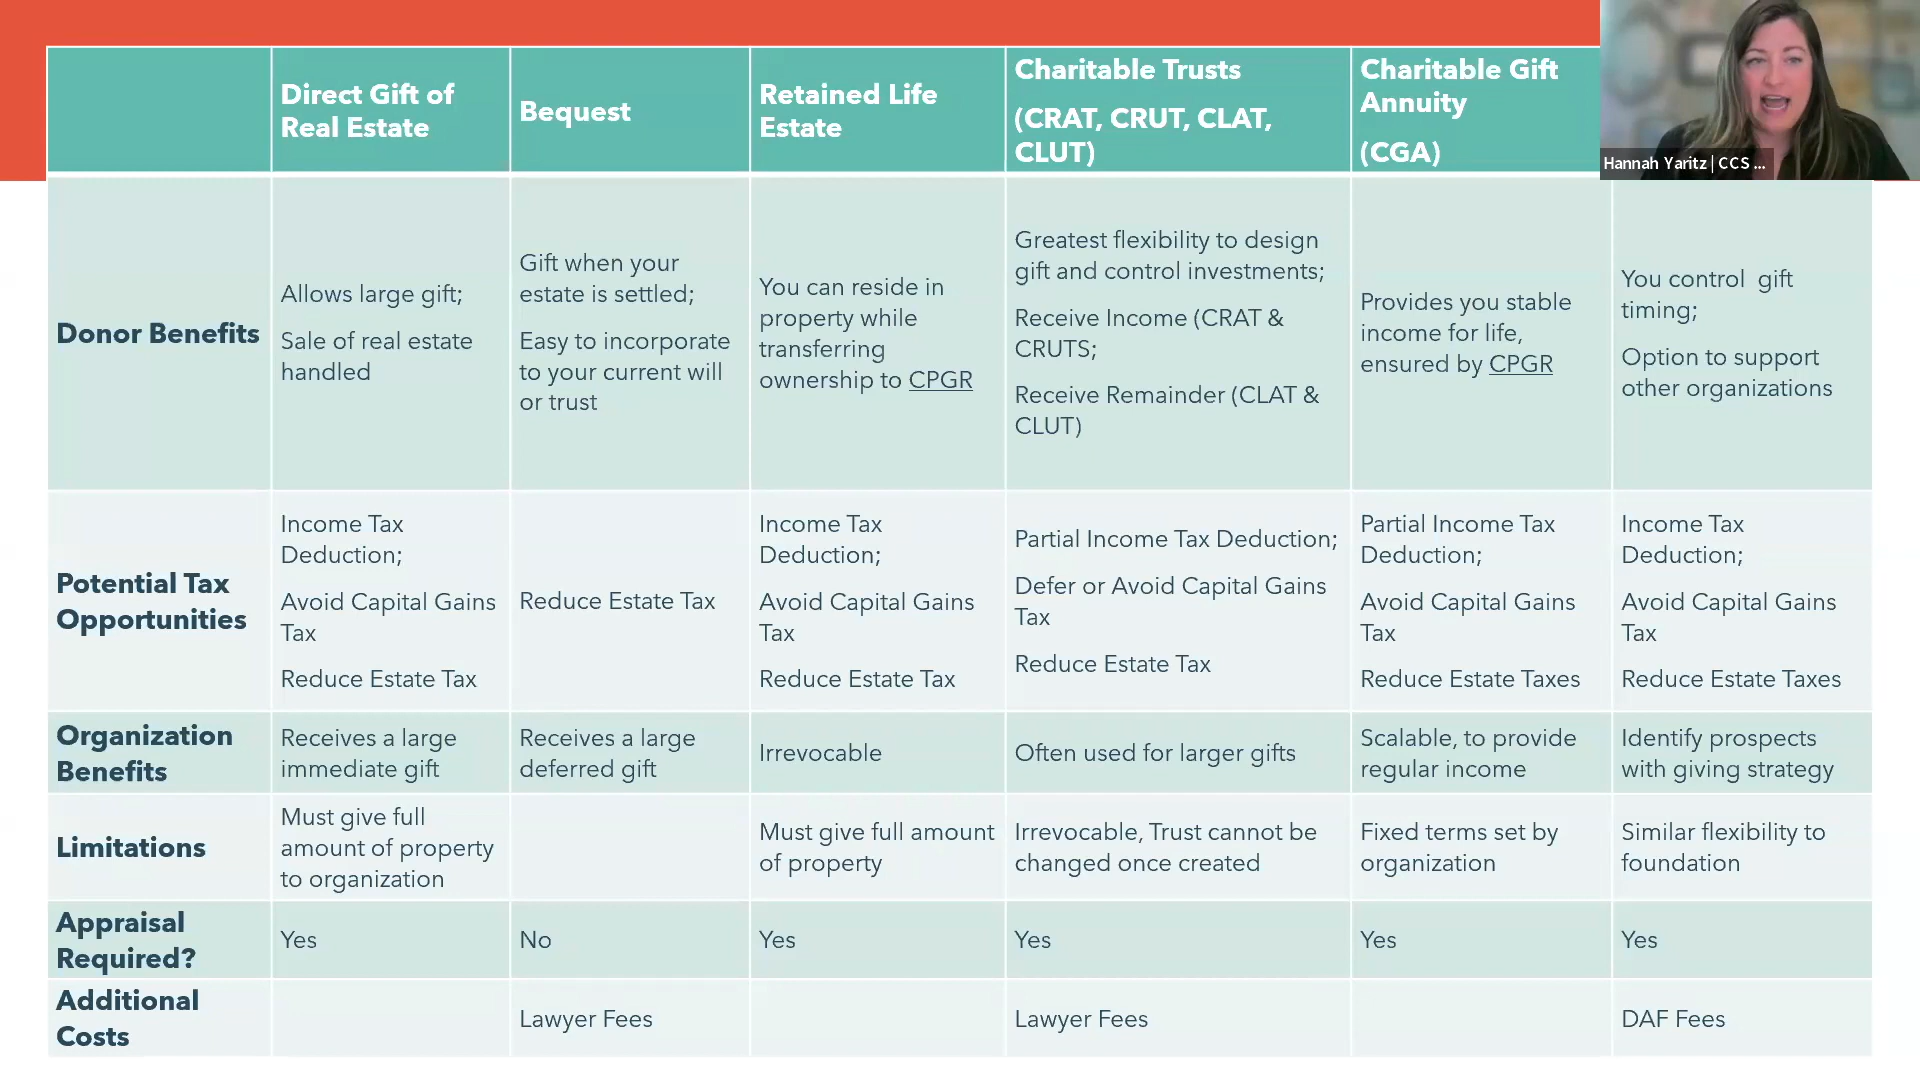 Direct Gift of
Real Estate
Bequest
Retained Life
Estate
Charitable Trusts
(CRAT, CRUT, CLAT,
CLUT)
Charitable Gift
Annuity
(CGA)
Hannah Yaritz | CCS ...
Donor Benefits
Allows large gift;
Sale of real estate
handled
Gift when your
estate is settled;
Easy to incorporate
to your current will
or trust
You can reside in
property while
transferring
ownership to CPGR
Greatest flexibility to design
gift and control investments;
Receive Income (CRAT &
CRUTS;
Receive Remainder (CLAT &
CLUT)
Provides you stable
income for life,
ensured by CPGR
You control  gift
timing;
Option to support
other organizations
Potential Tax
Opportunities
Income Tax
Deduction;
Avoid Capital Gains
Tax
Reduce Estate Tax
Reduce Estate Tax
Income Tax
Deduction;
Avoid Capital Gains
Tax
Reduce Estate Tax
Partial Income Tax Deduction;
Defer or Avoid Capital Gains
Tax
Reduce Estate Tax
Partial Income Tax
Deduction;
Avoid Capital Gains
Tax
Reduce Estate Taxes
Income Tax
Deduction;
Avoid Capital Gains
Tax
Reduce Estate Taxes
Organization
Benefits
Receives a large
immediate gift
Receives a large
deferred gift
Irrevocable
Often used for larger gifts
Scalable, to provide
regular income
Identify prospects
with giving strategy
Limitations
Must give full
amount of property
to organization
Must give full amount
of property
Irrevocable, Trust cannot be
changed once created
Fixed terms set by
organization
Similar flexibility to
foundation
Appraisal
Required?
Yes
No
Yes
Yes
Yes
Yes
Additional
Costs
Lawyer Fees
Lawyer Fees
DAF Fees